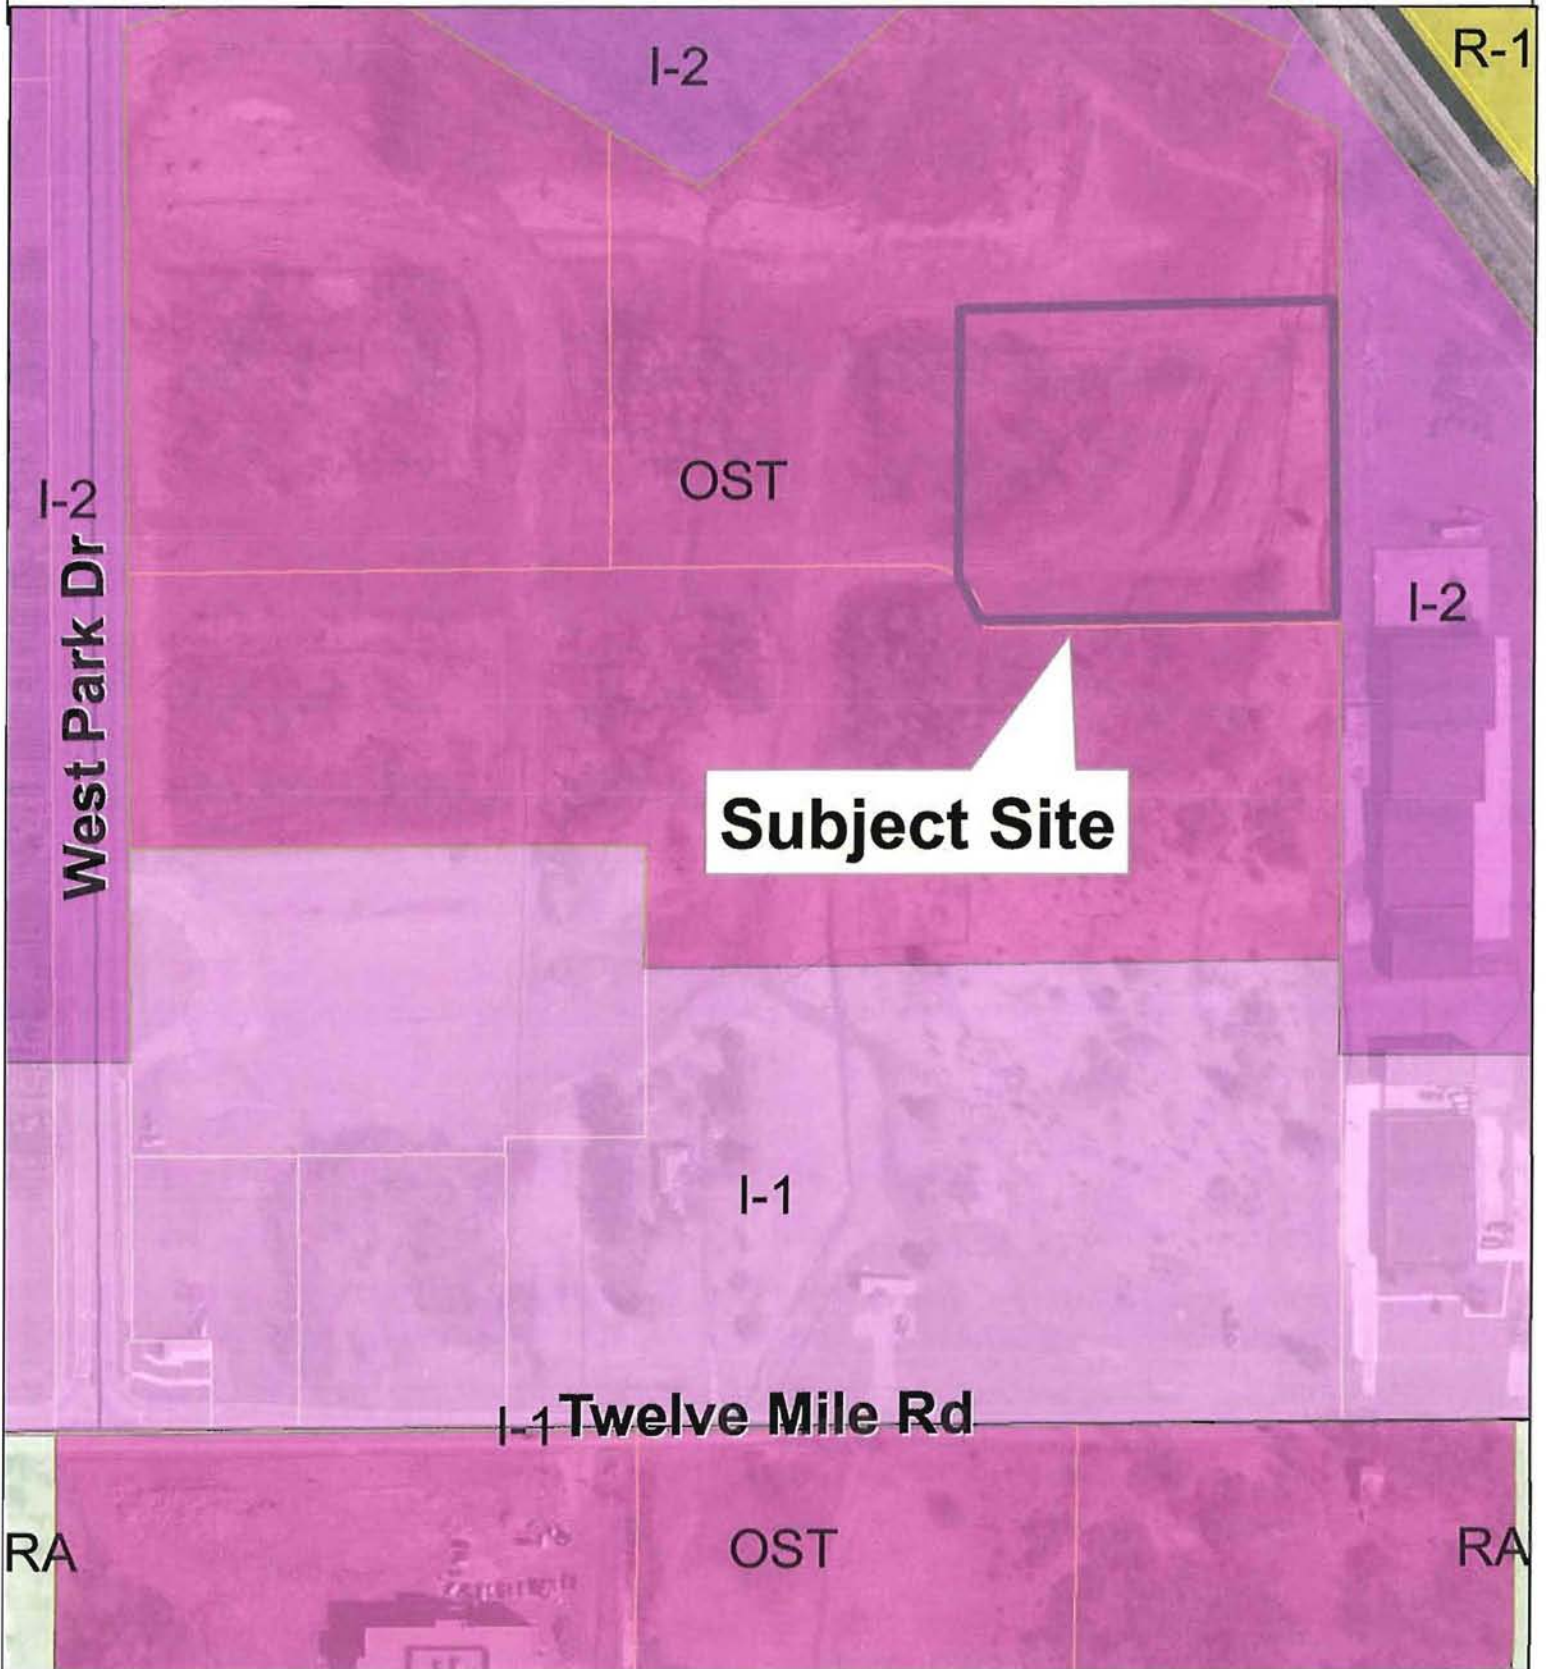 I-2
R-1
OST
I-2
West Park Dr
I-2
Subject Site
I-1
I-1
Twelve Mile Rd
RA
OST
RA